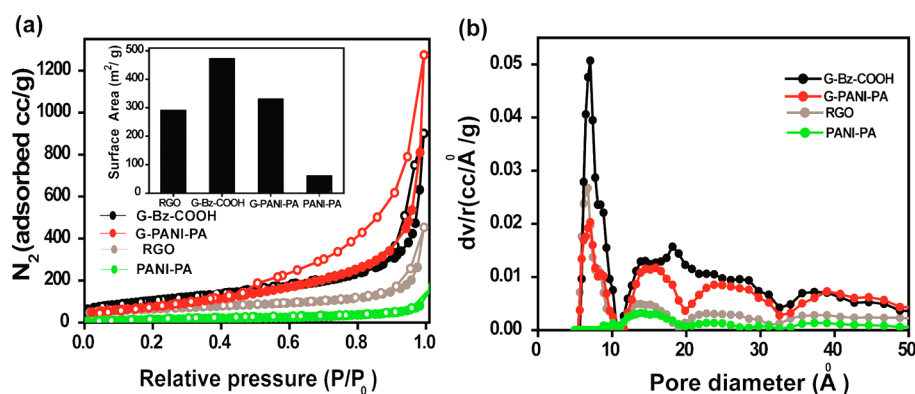 (a)
N2(adsorbed cc/g)
1200
1000
800
600
400
200
0
0.0 0.2 0.4 0.6 0.8 1.0
Relative pressure (P/P0)
Surface
Area (m²/ g)
500
400
300
200
100
0
RGO G-Bz-COOH G-PANI-PA PANI-PA
G-Bz-COOH
G-PANI-PA
RGO
PANI-PA
(b)
dv/r(cc/Å/g)
0.05
0.04
0.03
0.02
0.01
0.00
0 10 20 30 40 50
Pore diameter (Å)
G-Bz-COOH
G-PANI-PA
RGO
PANI-PA